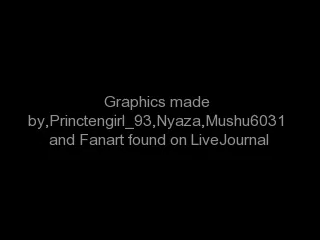 Graphics made
by,Princtengirl_93,Nyaza,Mushu6031
and Fanart found on LiveJournal